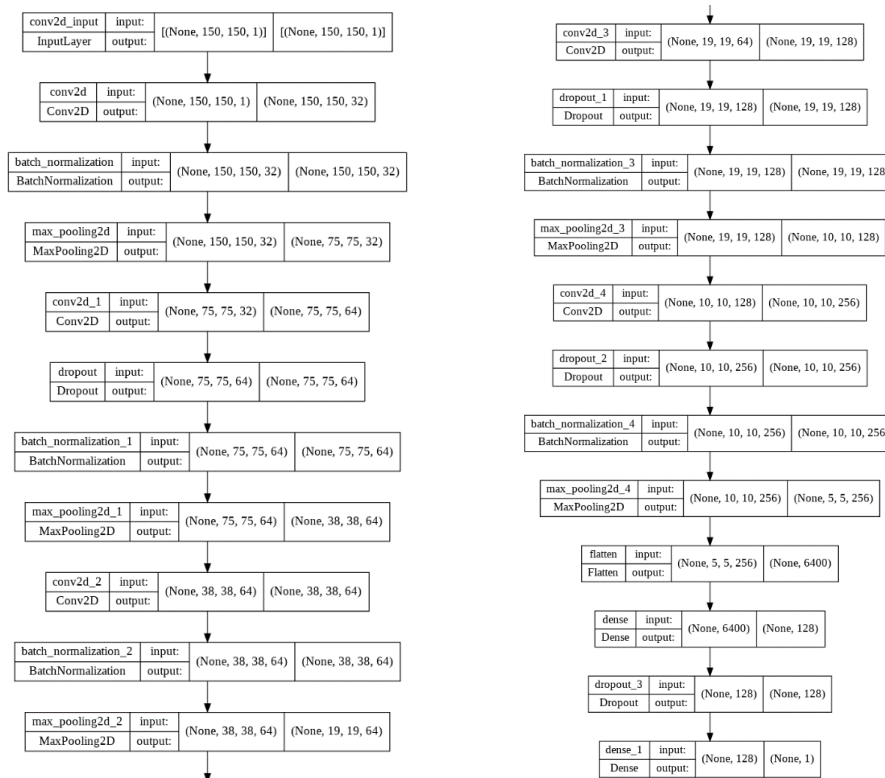 conv2d_input input: [(None, 150, 150, 1)] [(None, 150, 150, 1)]
InputLayer output:
conv2d input: (None, 150, 150, 1) (None, 150, 150, 32)
Conv2D output:
batch_normalization input: (None, 150, 150, 32) (None, 150, 150, 32)
BatchNormalization output:
max_pooling2d input: (None, 150, 150, 32) (None, 75, 75, 32)
MaxPooling2D output:
conv2d_1 input: (None, 75, 75, 32) (None, 75, 75, 64)
Conv2D output:
dropout input: (None, 75, 75, 64) (None, 75, 75, 64)
Dropout output:
batch_normalization_1 input: (None, 75, 75, 64) (None, 75, 75, 64)
BatchNormalization output:
max_pooling2d_1 input: (None, 75, 75, 64) (None, 38, 38, 64)
MaxPooling2D output:
conv2d_2 input: (None, 38, 38, 64) (None, 38, 38, 64)
Conv2D output:
batch_normalization_2 input: (None, 38, 38, 64) (None, 38, 38, 64)
BatchNormalization output:
max_pooling2d_2 input: (None, 38, 38, 64) (None, 19, 19, 64)
MaxPooling2D output:
conv2d_3 input: (None, 19, 19, 64) (None, 19, 19, 128)
Conv2D output:
dropout_1 input: (None, 19, 19, 128) (None, 19, 19, 128)
Dropout output:
batch_normalization_3 input: (None, 19, 19, 128) (None, 19, 19, 128
BatchNormalization output:
max_pooling2d_3 input: (None, 19, 19, 128) (None, 10, 10, 128)
MaxPooling2D output:
conv2d_4 input: (None, 10, 10, 128) (None, 10, 10, 256)
Conv2D output:
dropout_2 input: (None, 10, 10, 256) (None, 10, 10, 256)
Dropout output:
batch_normalization_4 input: (None, 10, 10, 256) (None, 10, 10, 256
BatchNormalization output:
max_pooling2d_4 input: (None, 10, 10, 256) (None, 5, 5, 256)
MaxPooling2D output:
flatten input: (None, 5, 5, 256) (None, 6400)
Flatten output:
dense input: (None, 6400) (None, 128)
Dense output:
dropout_3 input: (None, 128) (None, 128)
Dropout output:
dense_1 input: (None, 128) (None, 1)
Dense output: